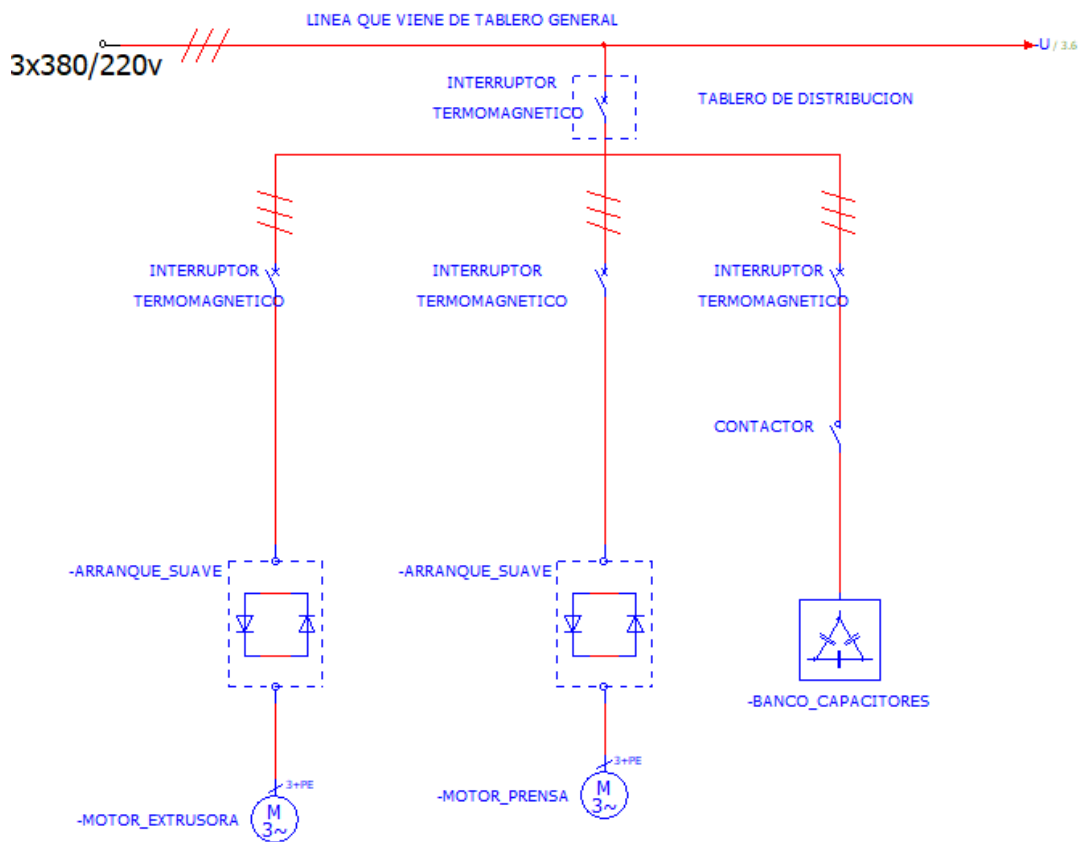 LINEA QUE VIENE DE TABLERO GENERAL
3x380/220v
-U / 3.6
INTERRUPTOR
TERMOMAGNETICO
TABLERO DE DISTRIBUCION
INTERRUPTOR
TERMOMAGNETICO
INTERRUPTOR
TERMOMAGNETICO
INTERRUPTOR
TERMOMAGNETICO
CONTACTOR
-ARRANQUE_SUAVE
-ARRANQUE_SUAVE
-BANCO_CAPACITORES
3+PE
M
3~
-MOTOR_EXTRUSORA
3+PE
M
3~
-MOTOR_PRENSA